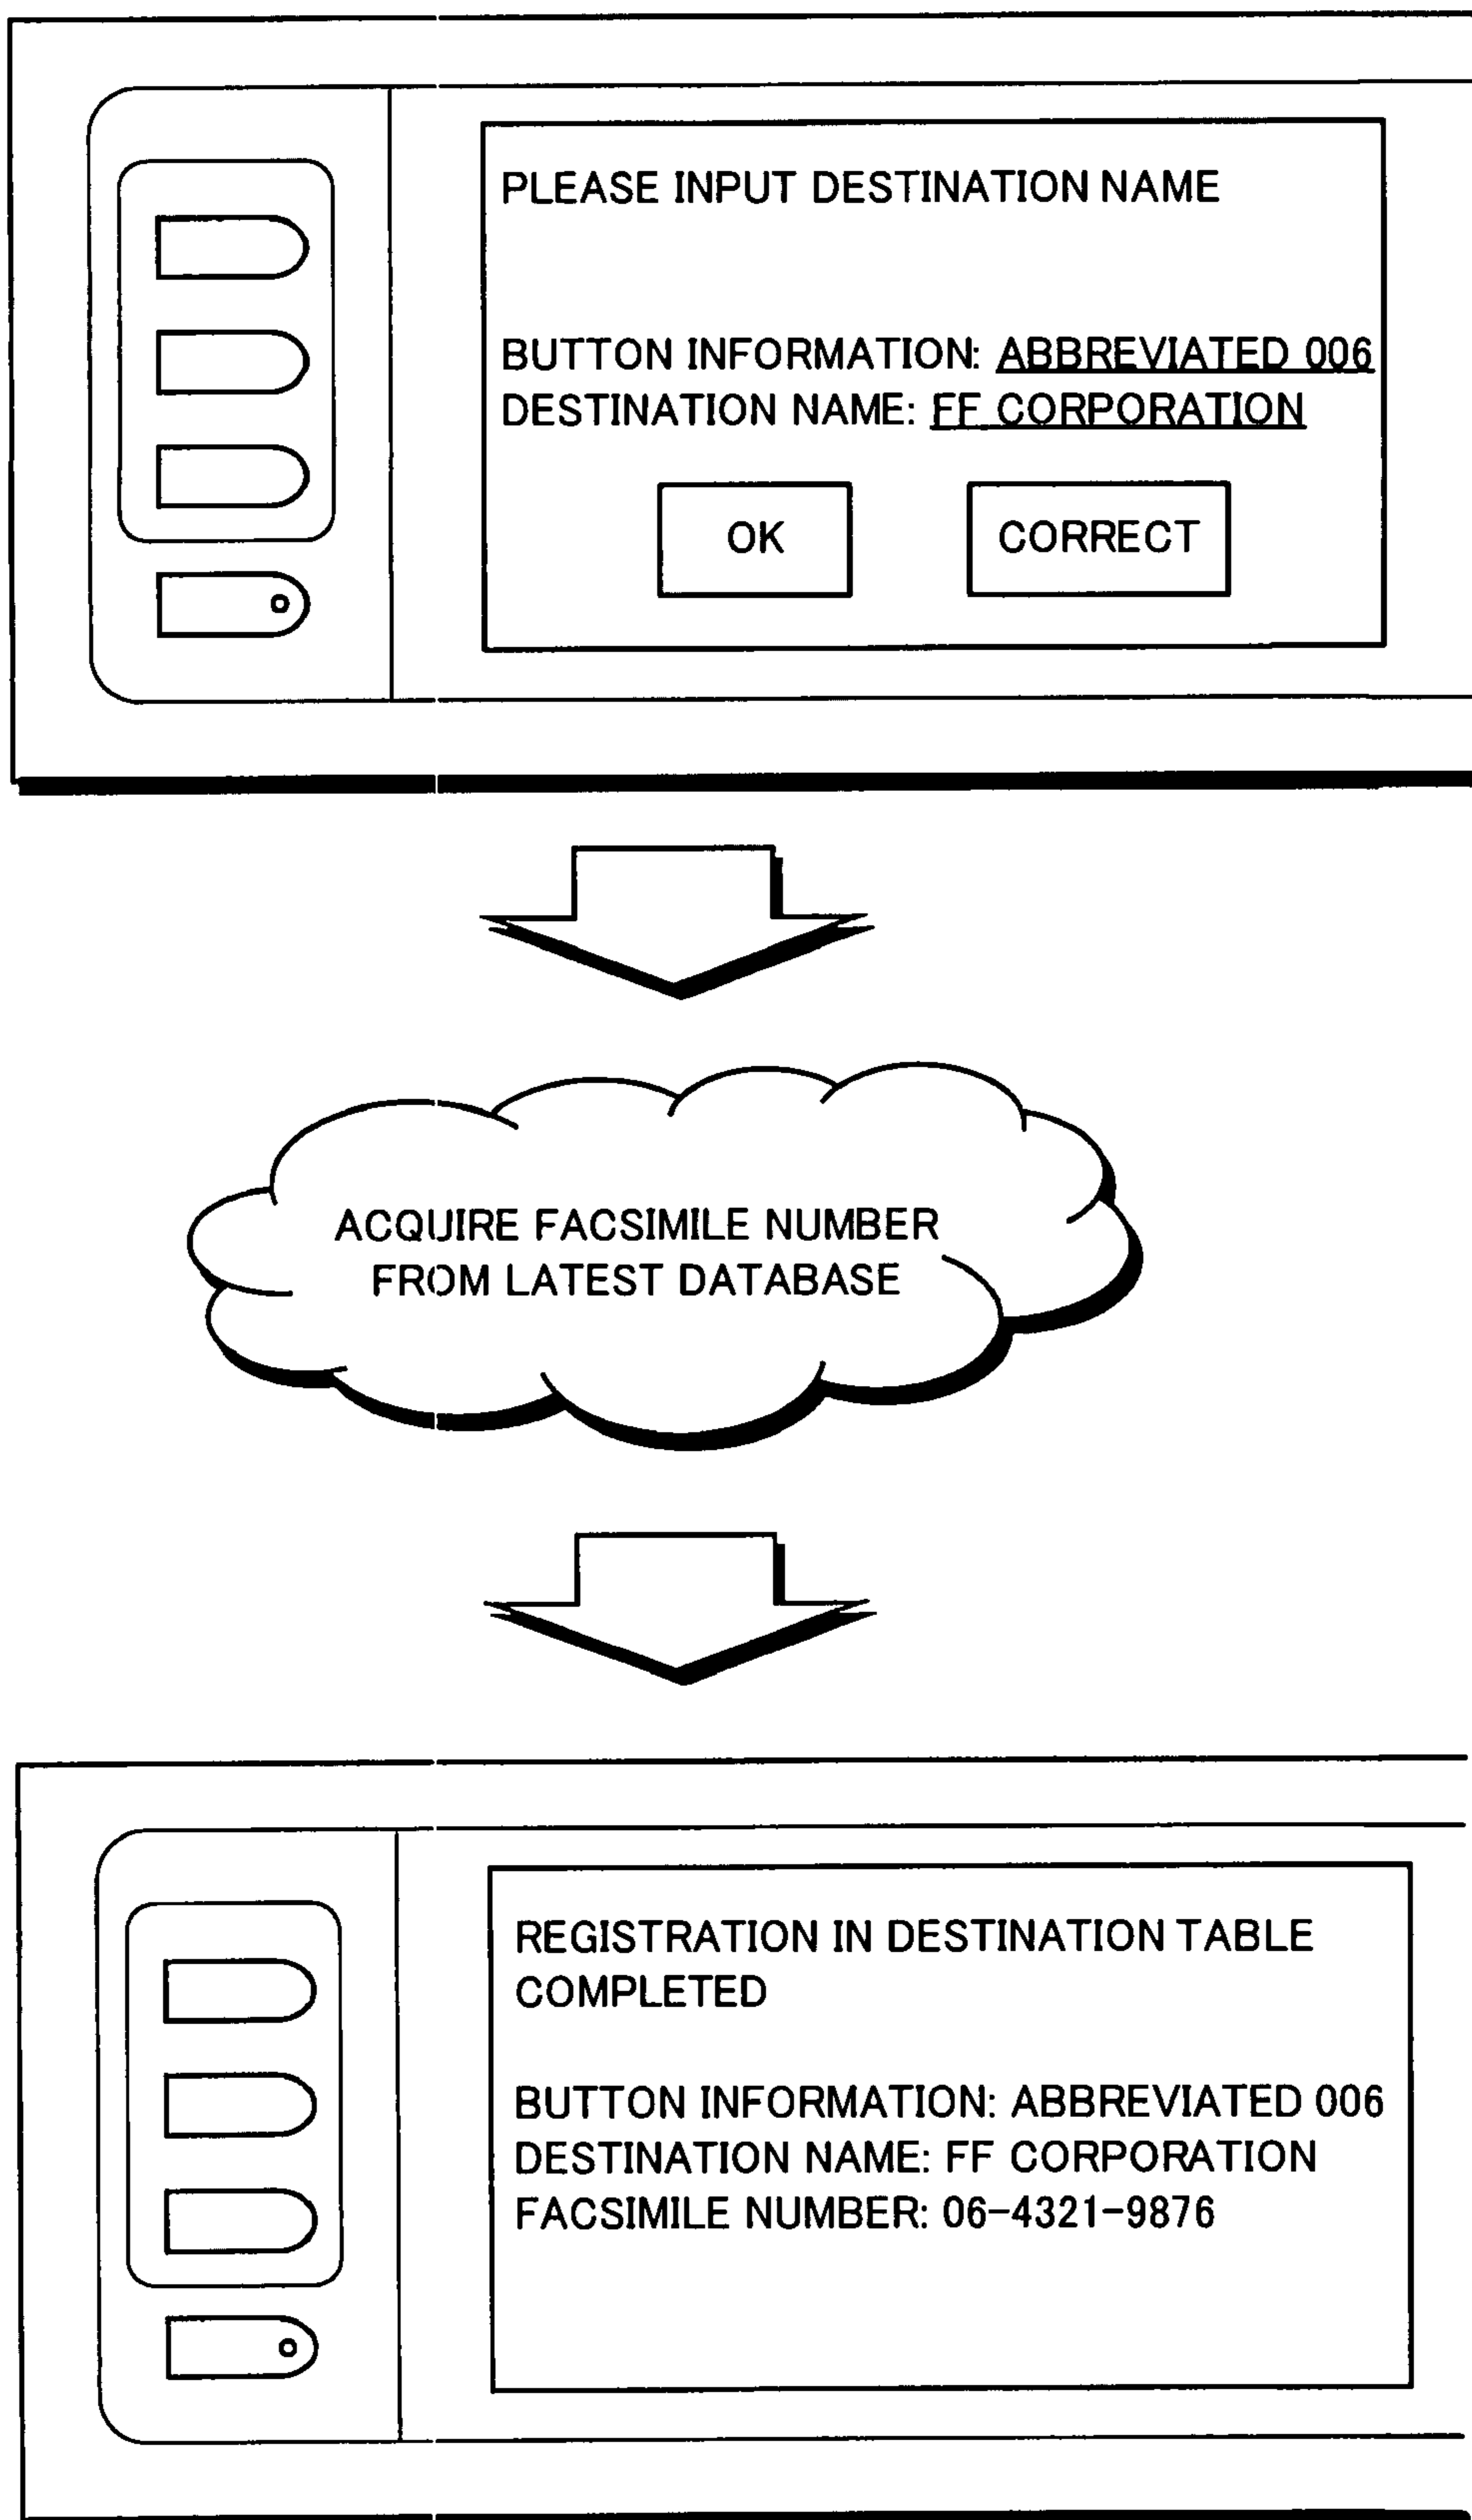 PLEASE INPUT DESTINATION NAME
BUTTON INFORMATION: ABBREVIATED 006
DESTINATION NAME: FF CORPORATION
OK
CORRECT
ACQUIRE FACSIMILE NUMBER
FROM LATEST DATABASE
REGISTRATION IN DESTINATION TABLE
COMPLETED
BUTTON INFORMATION: ABBREVIATED 006
DESTINATION NAME: FF CORPORATION
FACSIMILE NUMBER: 06-4321-9876